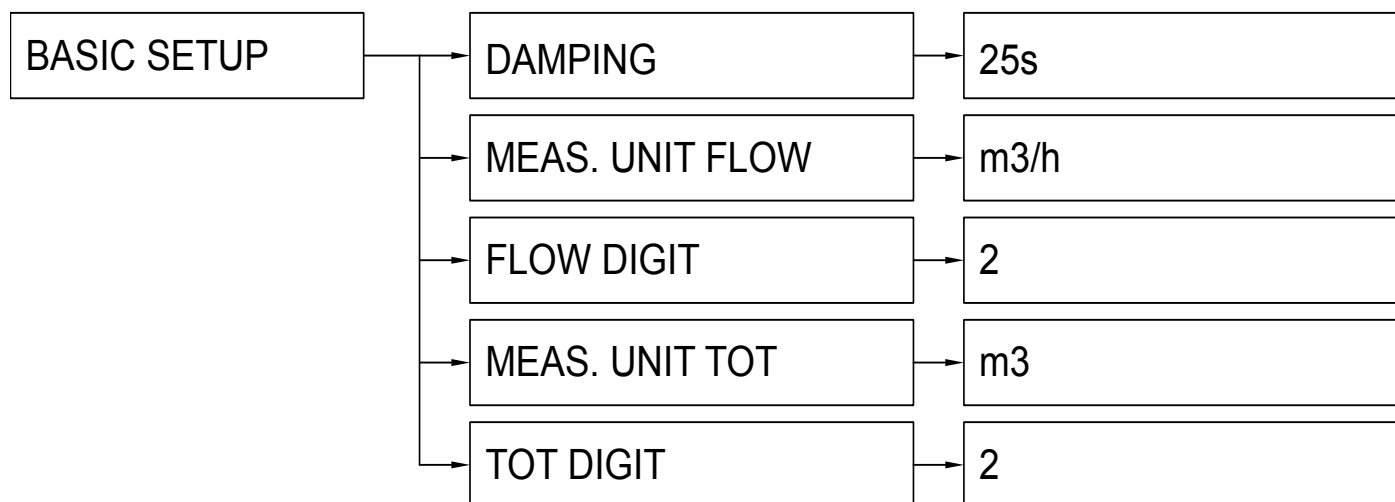 BASIC SETUP
DAMPING
25s
MEAS. UNIT FLOW
m3/h
FLOW DIGIT
2
MEAS. UNIT TOT
m3
TOT DIGIT
2